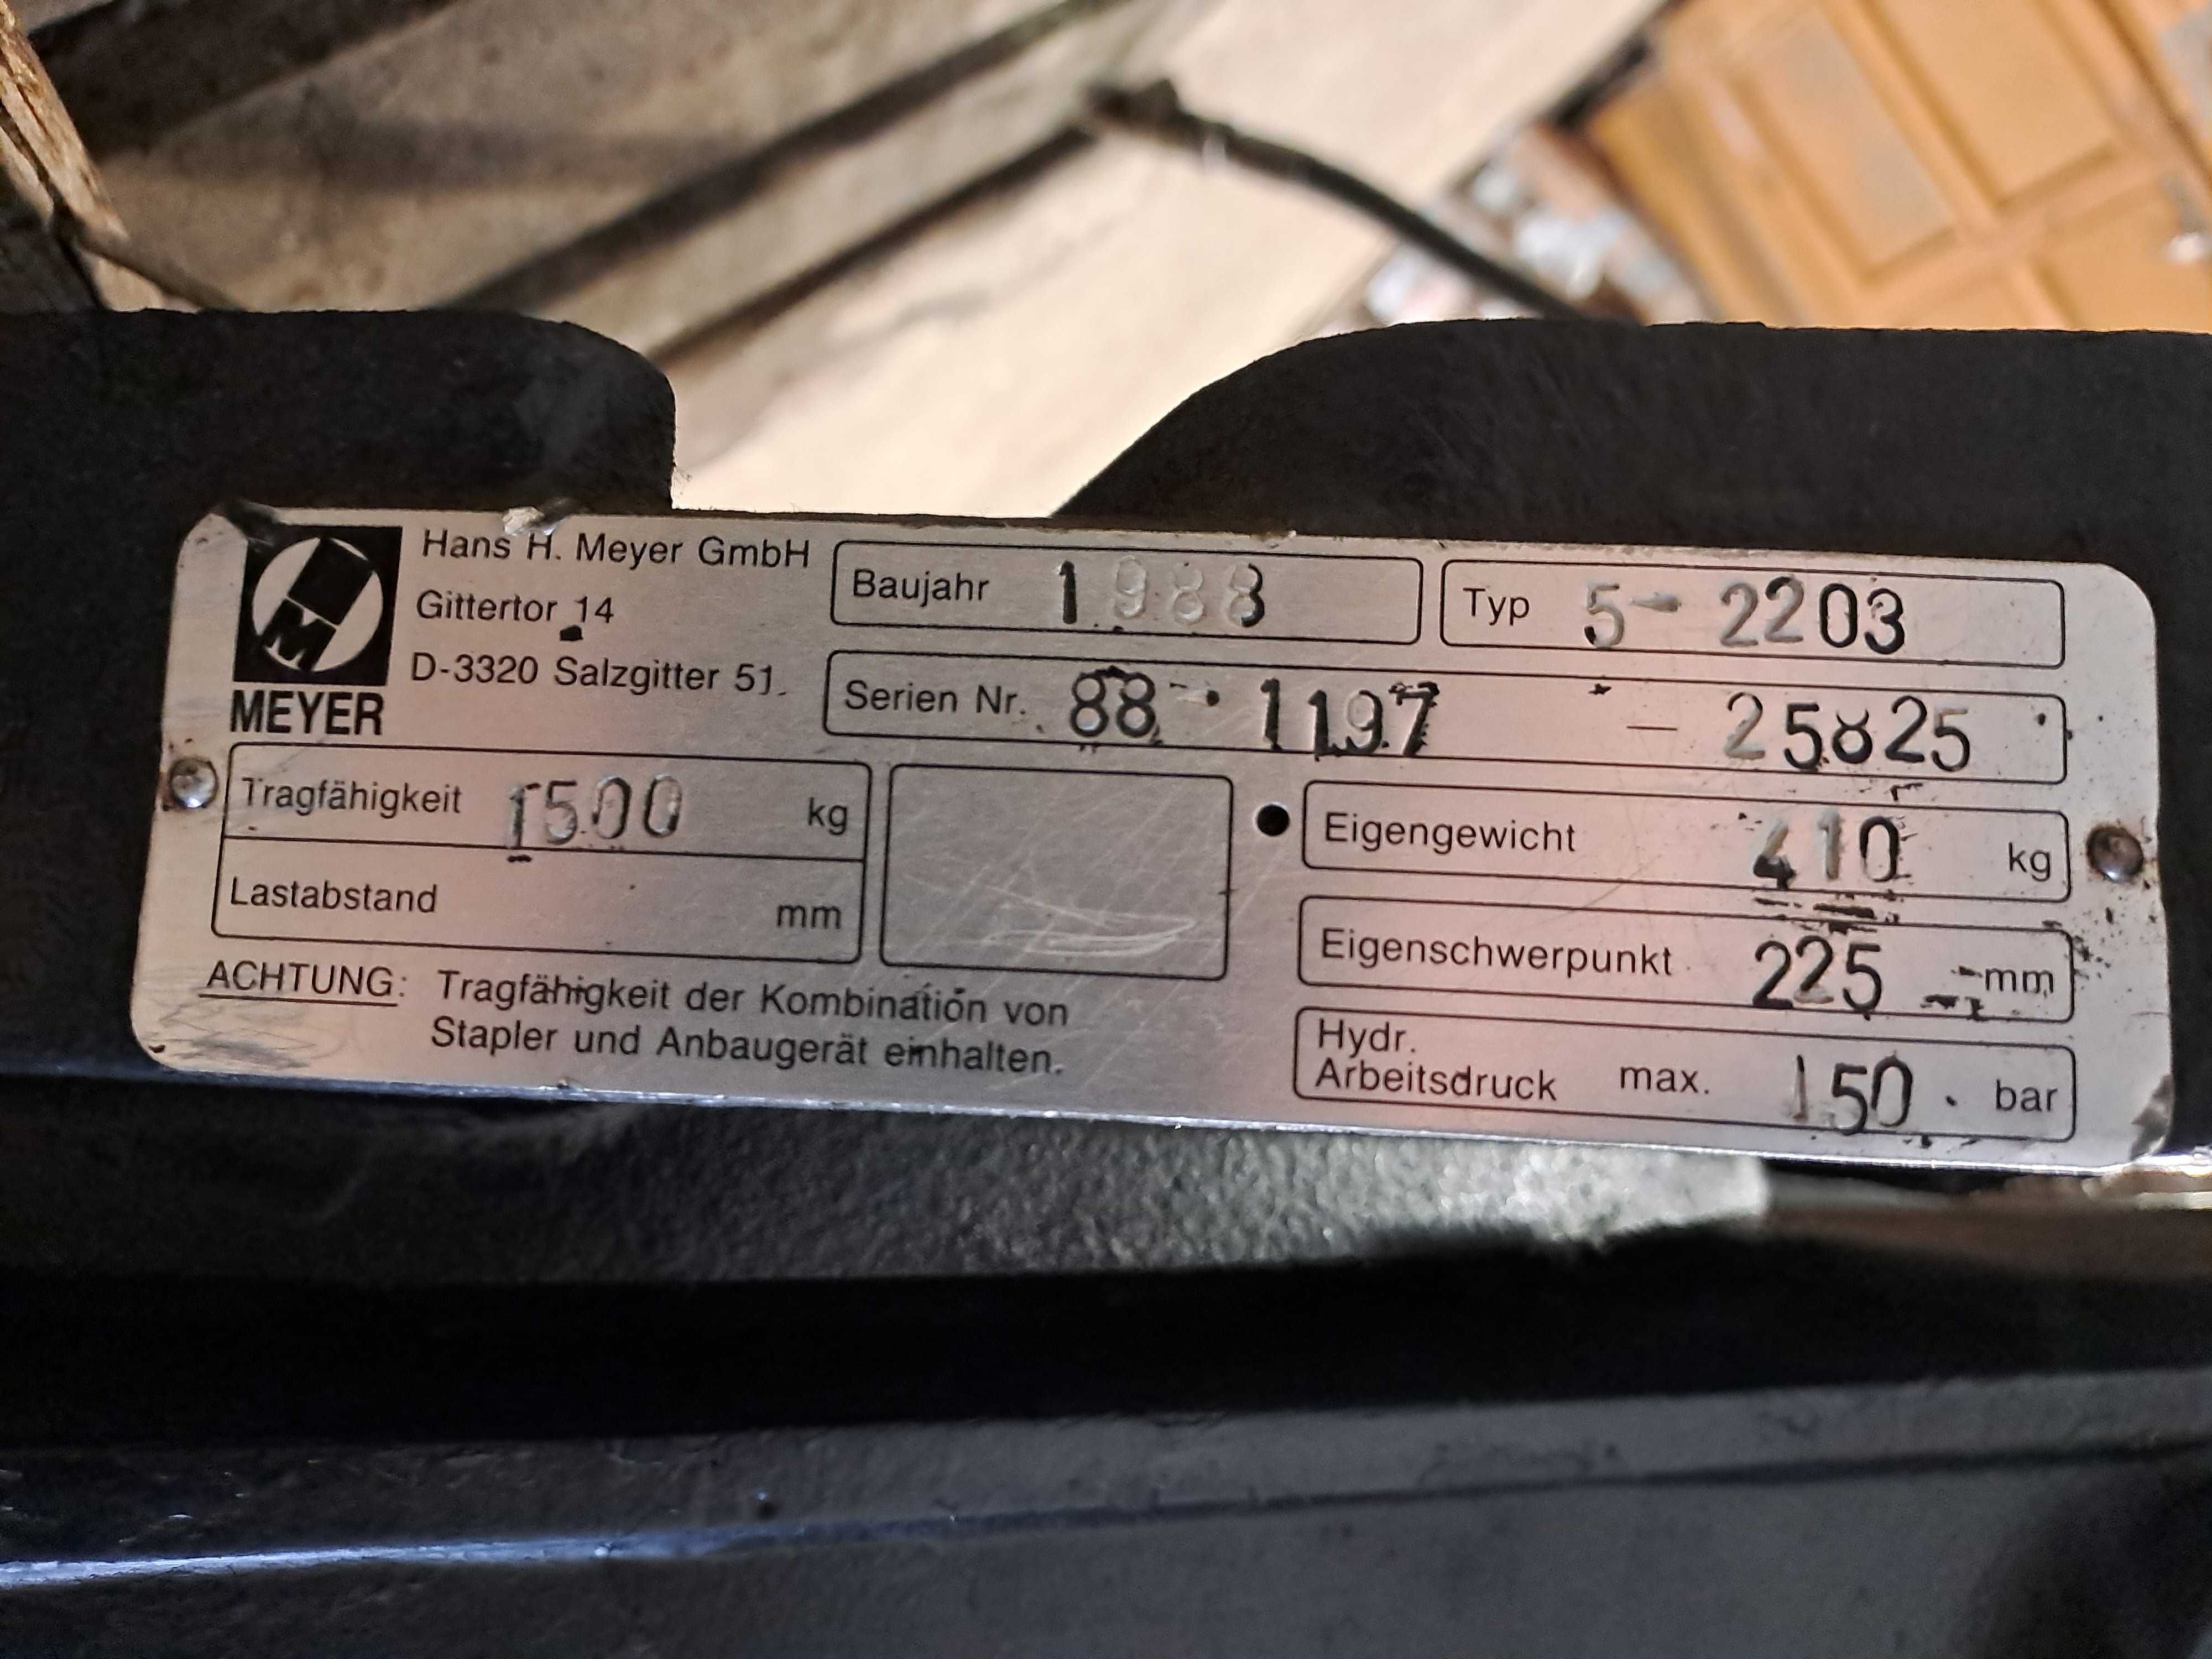 MEYER
Hans H. Meyer GmbH
Gittertor 14
D-3320 Salzgitter 51.
Baujahr 1988
Typ 5-2203
Serien Nr. 88-1197 - 25825
Tragfähigkeit 1500 kg
Lastabstand mm
Eigengewicht 410 kg
Eigenschwerpunkt 225 mm
Hydr.
Arbeitsdruck max. 150 bar
ACHTUNG: Tragfähigkeit der Kombination von
Stapler und Anbaugerät einhalten.